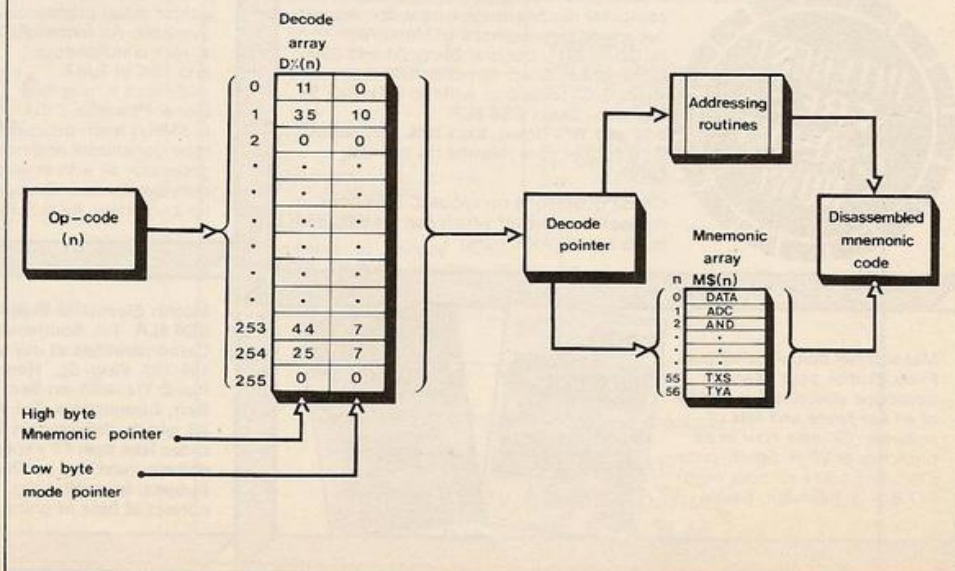 Decode
array
D%(n)
0 11 0
1 35 10
2 0 0
· · ·
· · ·
· · ·
· · ·
· · ·
· · ·
253 44 7
254 25 7
255 0 0
Op-code
(n)
High byte
Mnemonic pointer
Low byte
mode pointer
Decode
pointer
Addressing
routines
Mnemonic
array
n M$(n)
0 DATA
1 ADC
2 AND
· ·
· ·
· ·
55 TXS
56 TYA
Disassembled
mnemonic
code